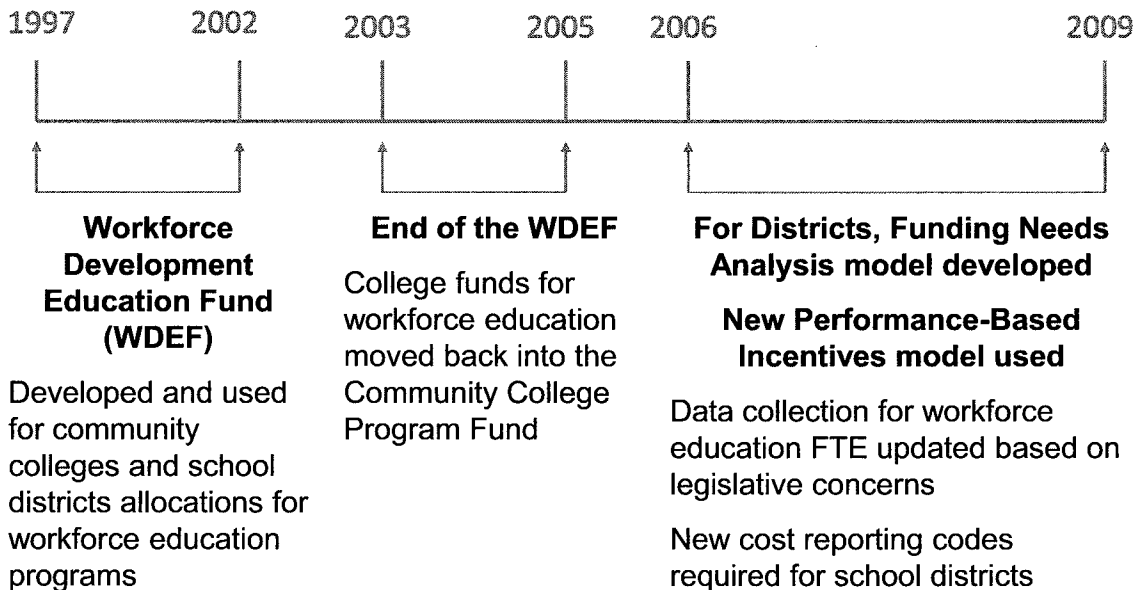 1997 2002 2003 2005 2006 2009
Workforce
Development
Education Fund
(WDEF)
Developed and used
for community
colleges and school
districts allocations for
workforce education
programs
End of the WDEF
College funds for
workforce education
moved back into the
Community College
Program Fund
For Districts, Funding Needs
Analysis model developed
New Performance-Based
Incentives model used
Data collection for workforce
education FTE updated based on
legislative concerns
New cost reporting codes
required for school districts